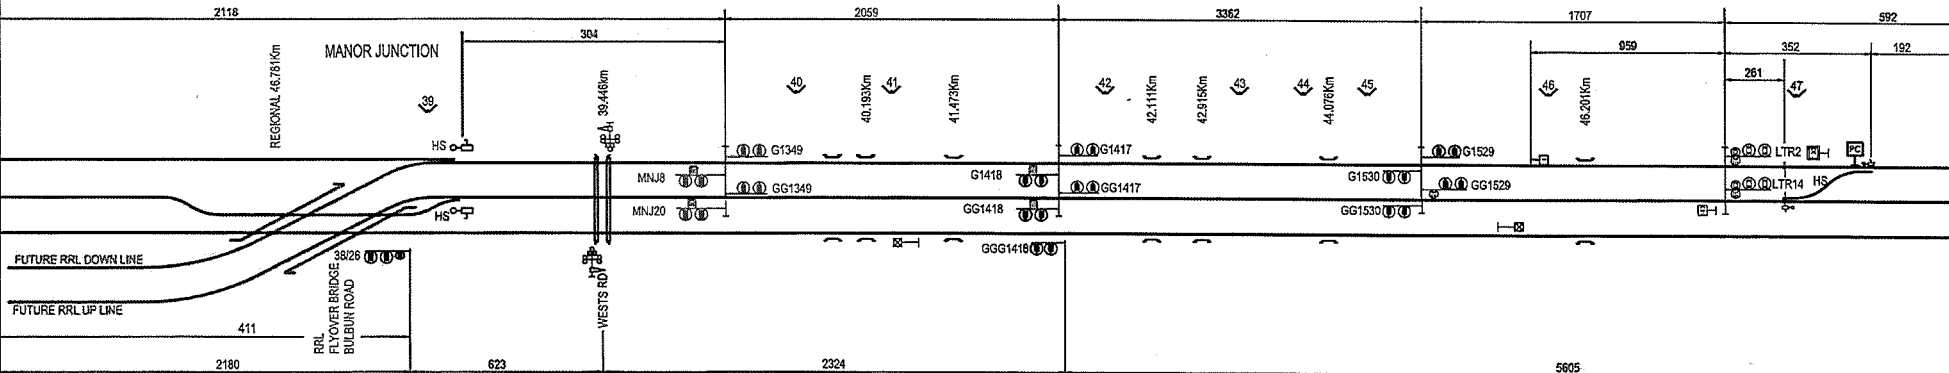 2118
2059
3362
1707
592
304
959
352
192
261
MANOR JUNCTION
REGIONAL 46.781Km
39
39.446km
40
40.193Km
41
41.473Km
42
42.111Km
42.915Km
43
44
44.076Km
45
46
46.201Km
47
HS
G1349
G1417
G1529
LTR2
PC
MNJ8
G1418
G1530
GG1349
GG1417
GG1529
LTR14
HS
HS
MNJ20
GG1418
GG1530
GGG1418
38/26
FUTURE RRL DOWN LINE
FUTURE RRL UP LINE
RRL
FLYOVER BRIDGE
BULBUN ROAD
WESTS RD
411
2180
623
2324
5605